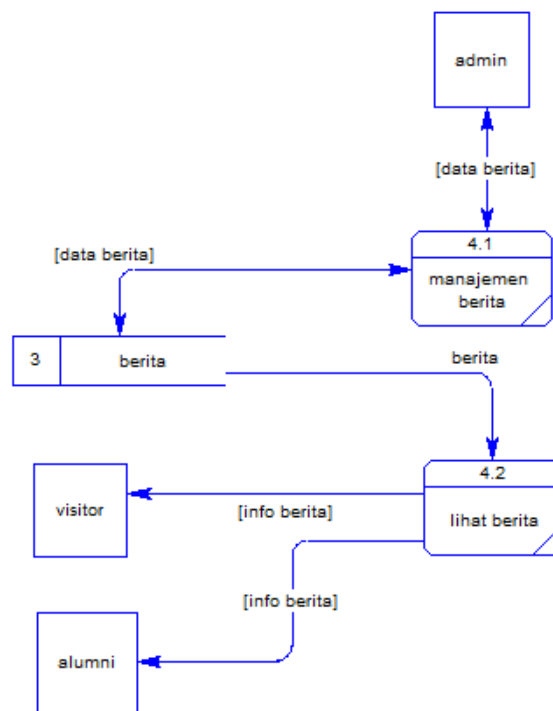 admin
[data berita]
4.1
[data berita]
manajemen
berita
3
berita
berita
4.2
visitor
[info berita]
lihat berita
[info berita]
alumni